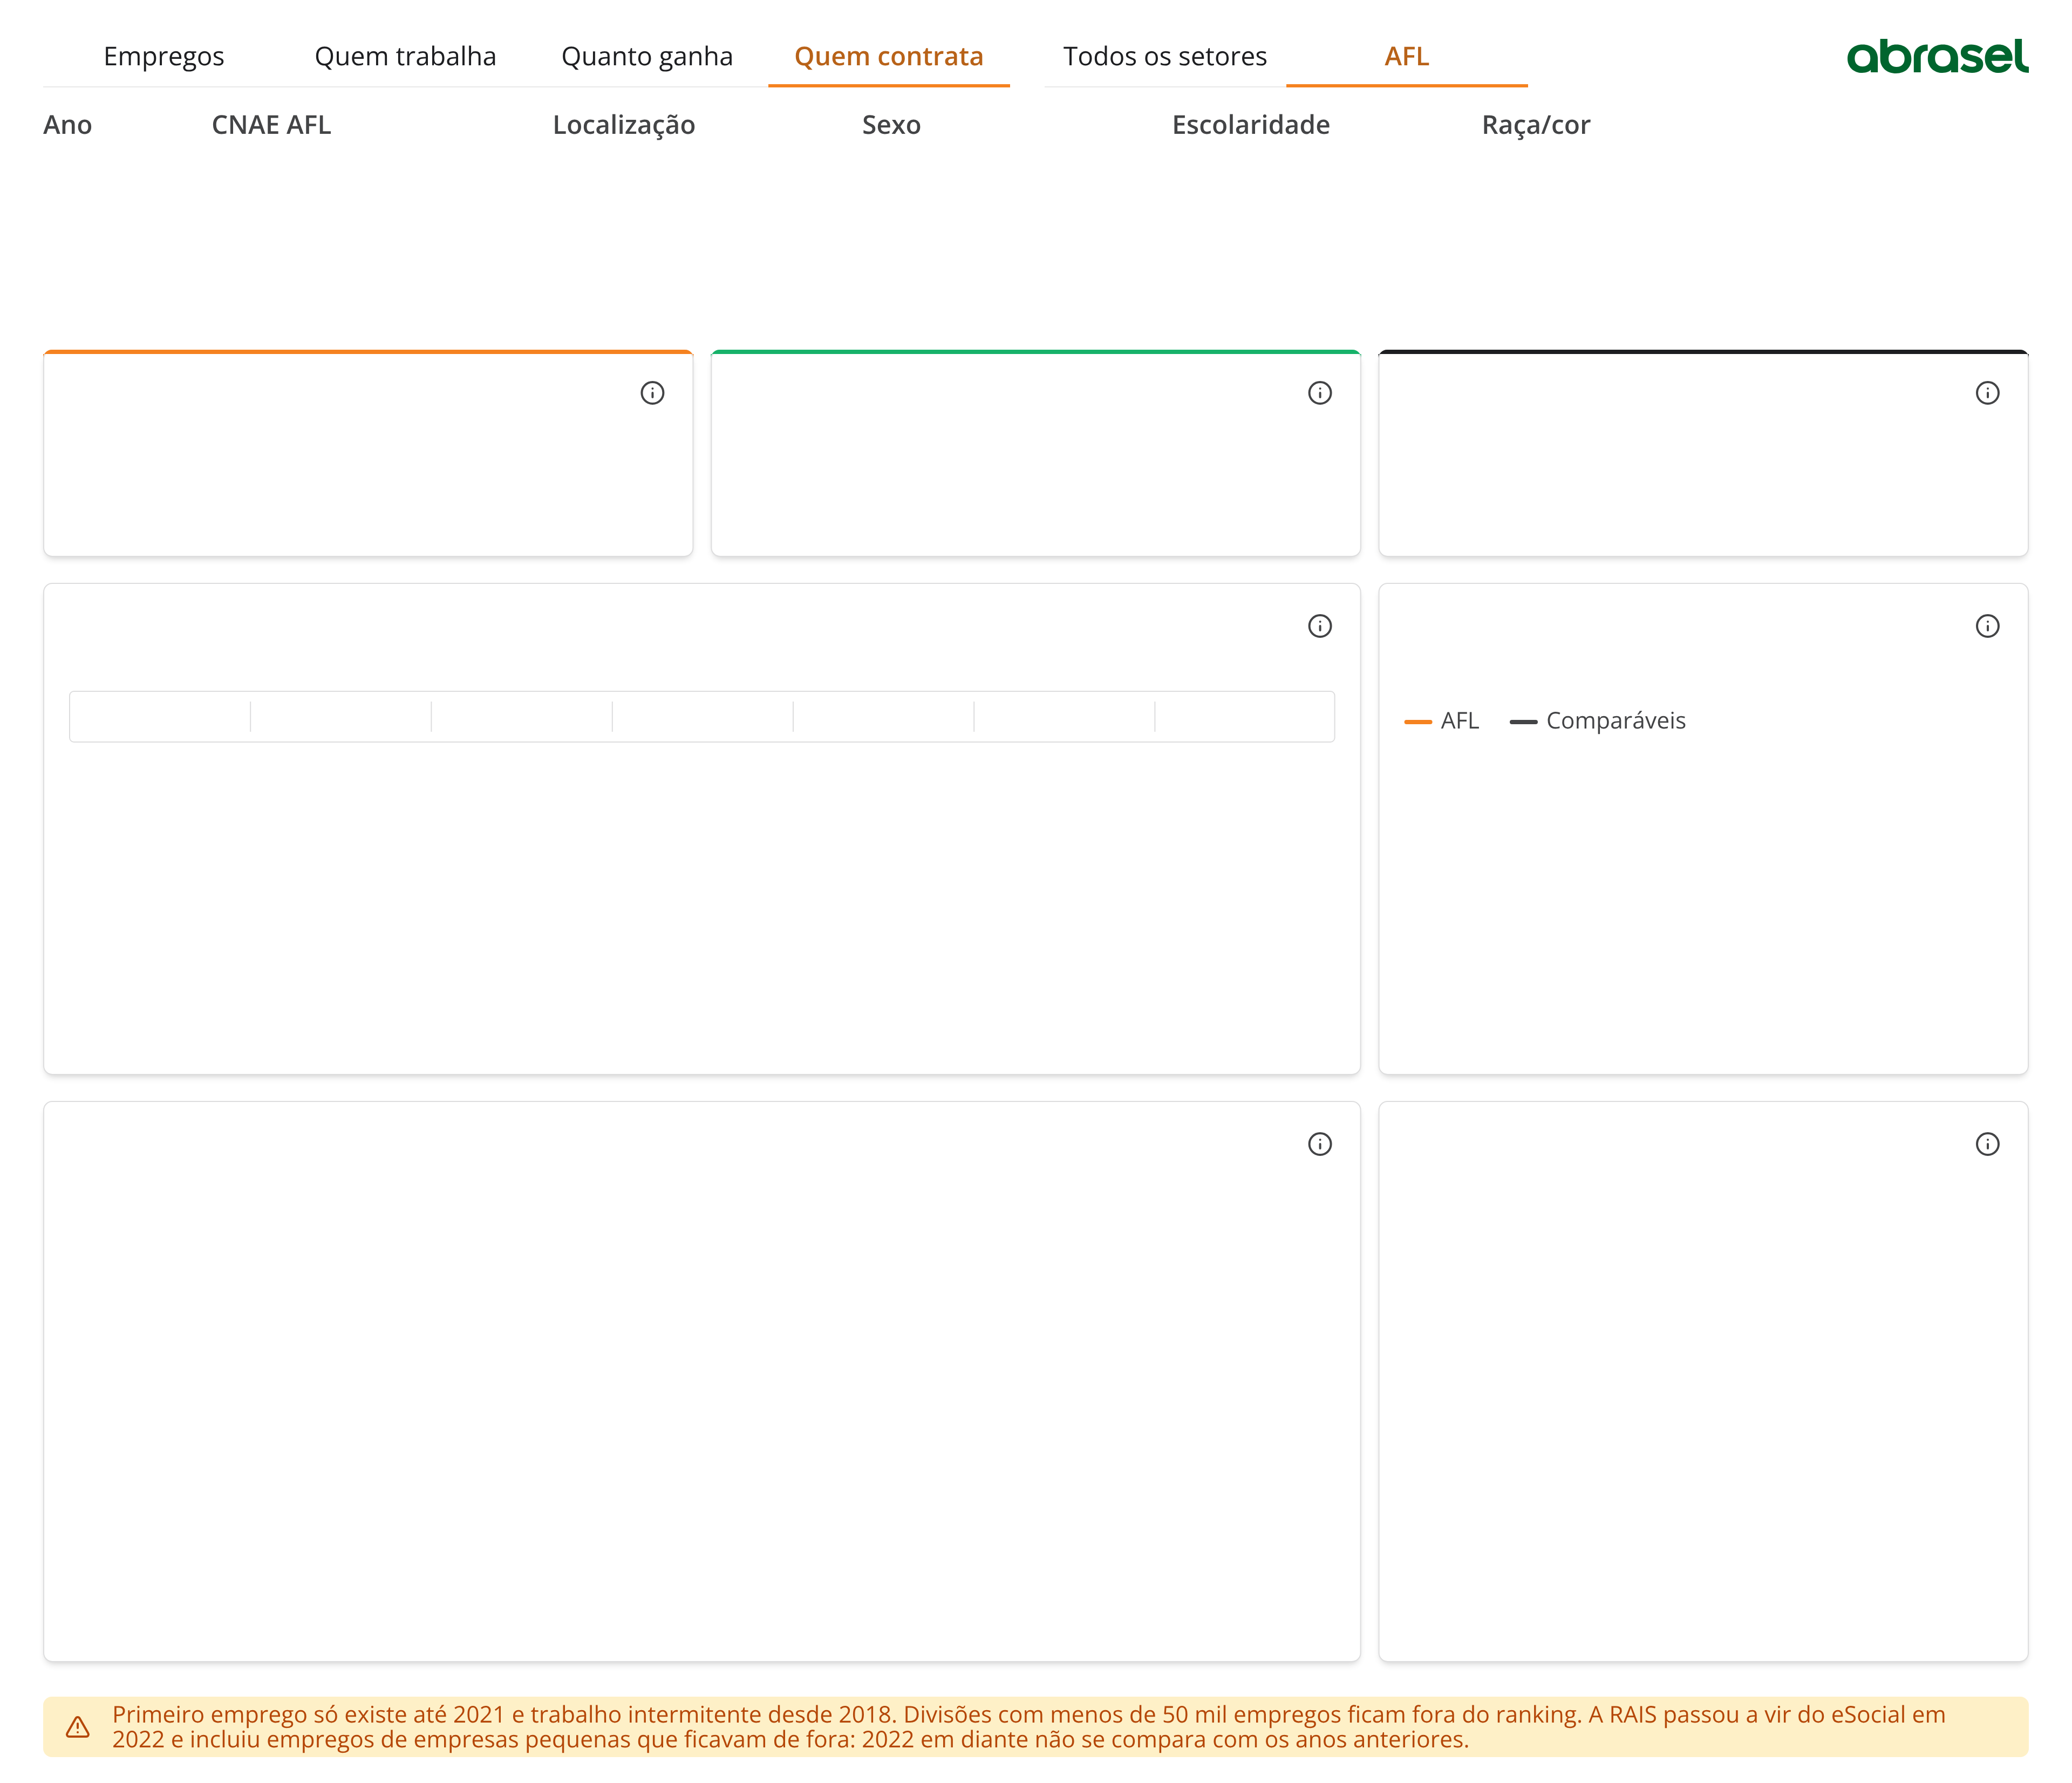 Empregos
Quem trabalha
Quanto ganha
Quem contrata
Todos os setores
AFL
abrasel
Ano
CNAE AFL
Localização
Sexo
Escolaridade
Raça/cor
AFL
Comparáveis
Primeiro emprego só existe até 2021 e trabalho intermitente desde 2018. Divisões com menos de 50 mil empregos ficam fora do ranking. A RAIS passou a vir do eSocial em
2022 e incluiu empregos de empresas pequenas que ficavam de fora: 2022 em diante não se compara com os anos anteriores.